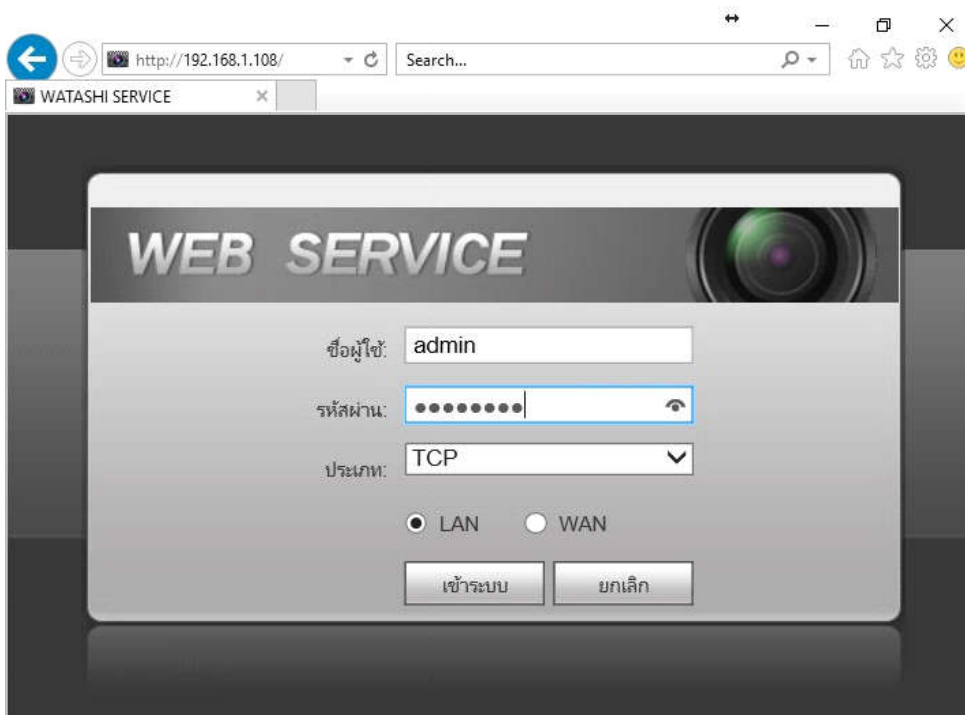 http://192.168.1.108/
Search...
WATASHI SERVICE
WEB SERVICE
ชื่อผู้ใช้: admin
รหัสผ่าน: ••••••••
ประเภท: TCP
LAN WAN
เข้าระบบ ยกเลิก